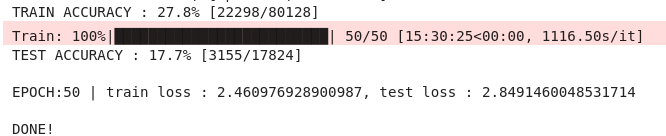 TRAIN ACCURACY : 27.8% [22298/80128]
Train: 100%|██████████████████████████| 50/50 [15:30:25<00:00, 1116.50s/it]
TEST ACCURACY : 17.7% [3155/17824]
EPOCH:50 | train loss : 2.460976928900987, test loss : 2.8491460048531714
DONE!